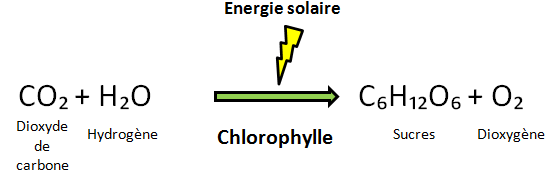 Energie solaire
CO₂ + H₂O
C₆H₁₂O₆ + O₂
Dioxyde
de
carbone
Hydrogène
Chlorophylle
Sucres
Dioxygène